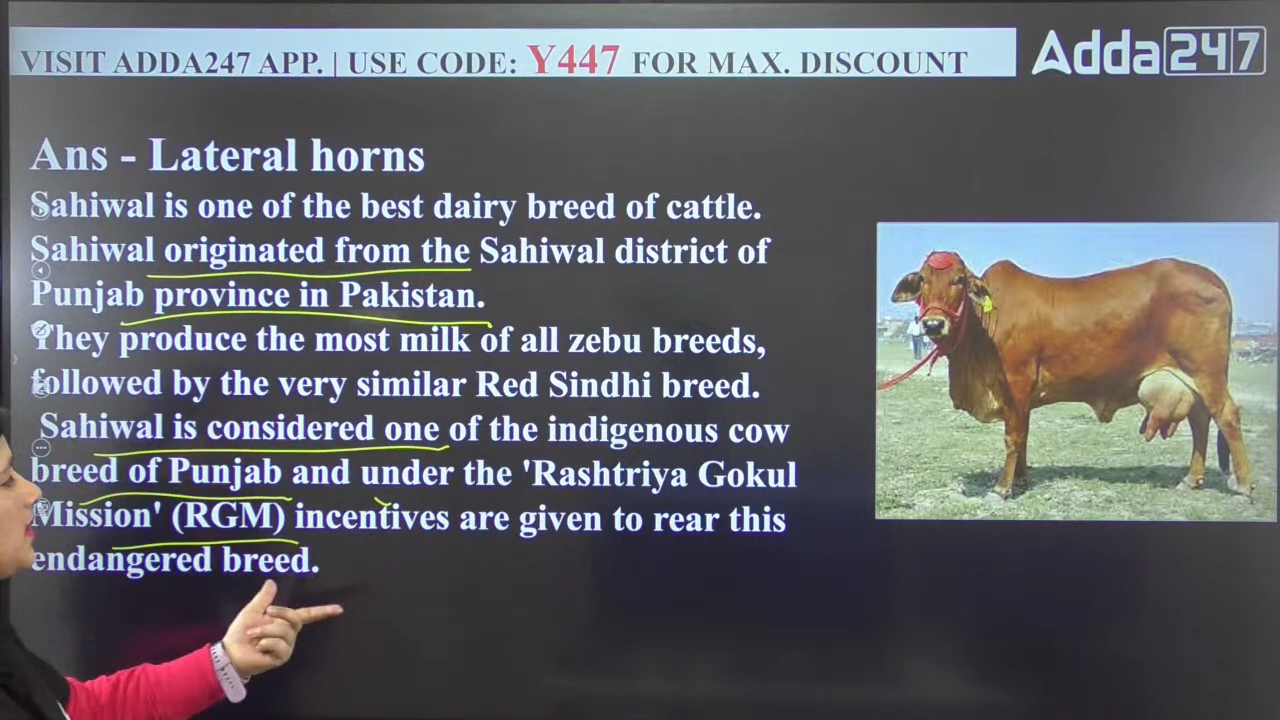 VISIT ADDA247 APP. | USE CODE: Y447 FOR MAX. DISCOUNT
Adda247
Ans - Lateral horns
Sahiwal is one of the best dairy breed of cattle.
Sahiwal originated from the Sahiwal district of
Punjab province in Pakistan.
They produce the most milk of all zebu breeds,
followed by the very similar Red Sindhi breed.
Sahiwal is considered one of the indigenous cow
breed of Punjab and under the 'Rashtriya Gokul
Mission' (RGM) incentives are given to rear this
endangered breed.